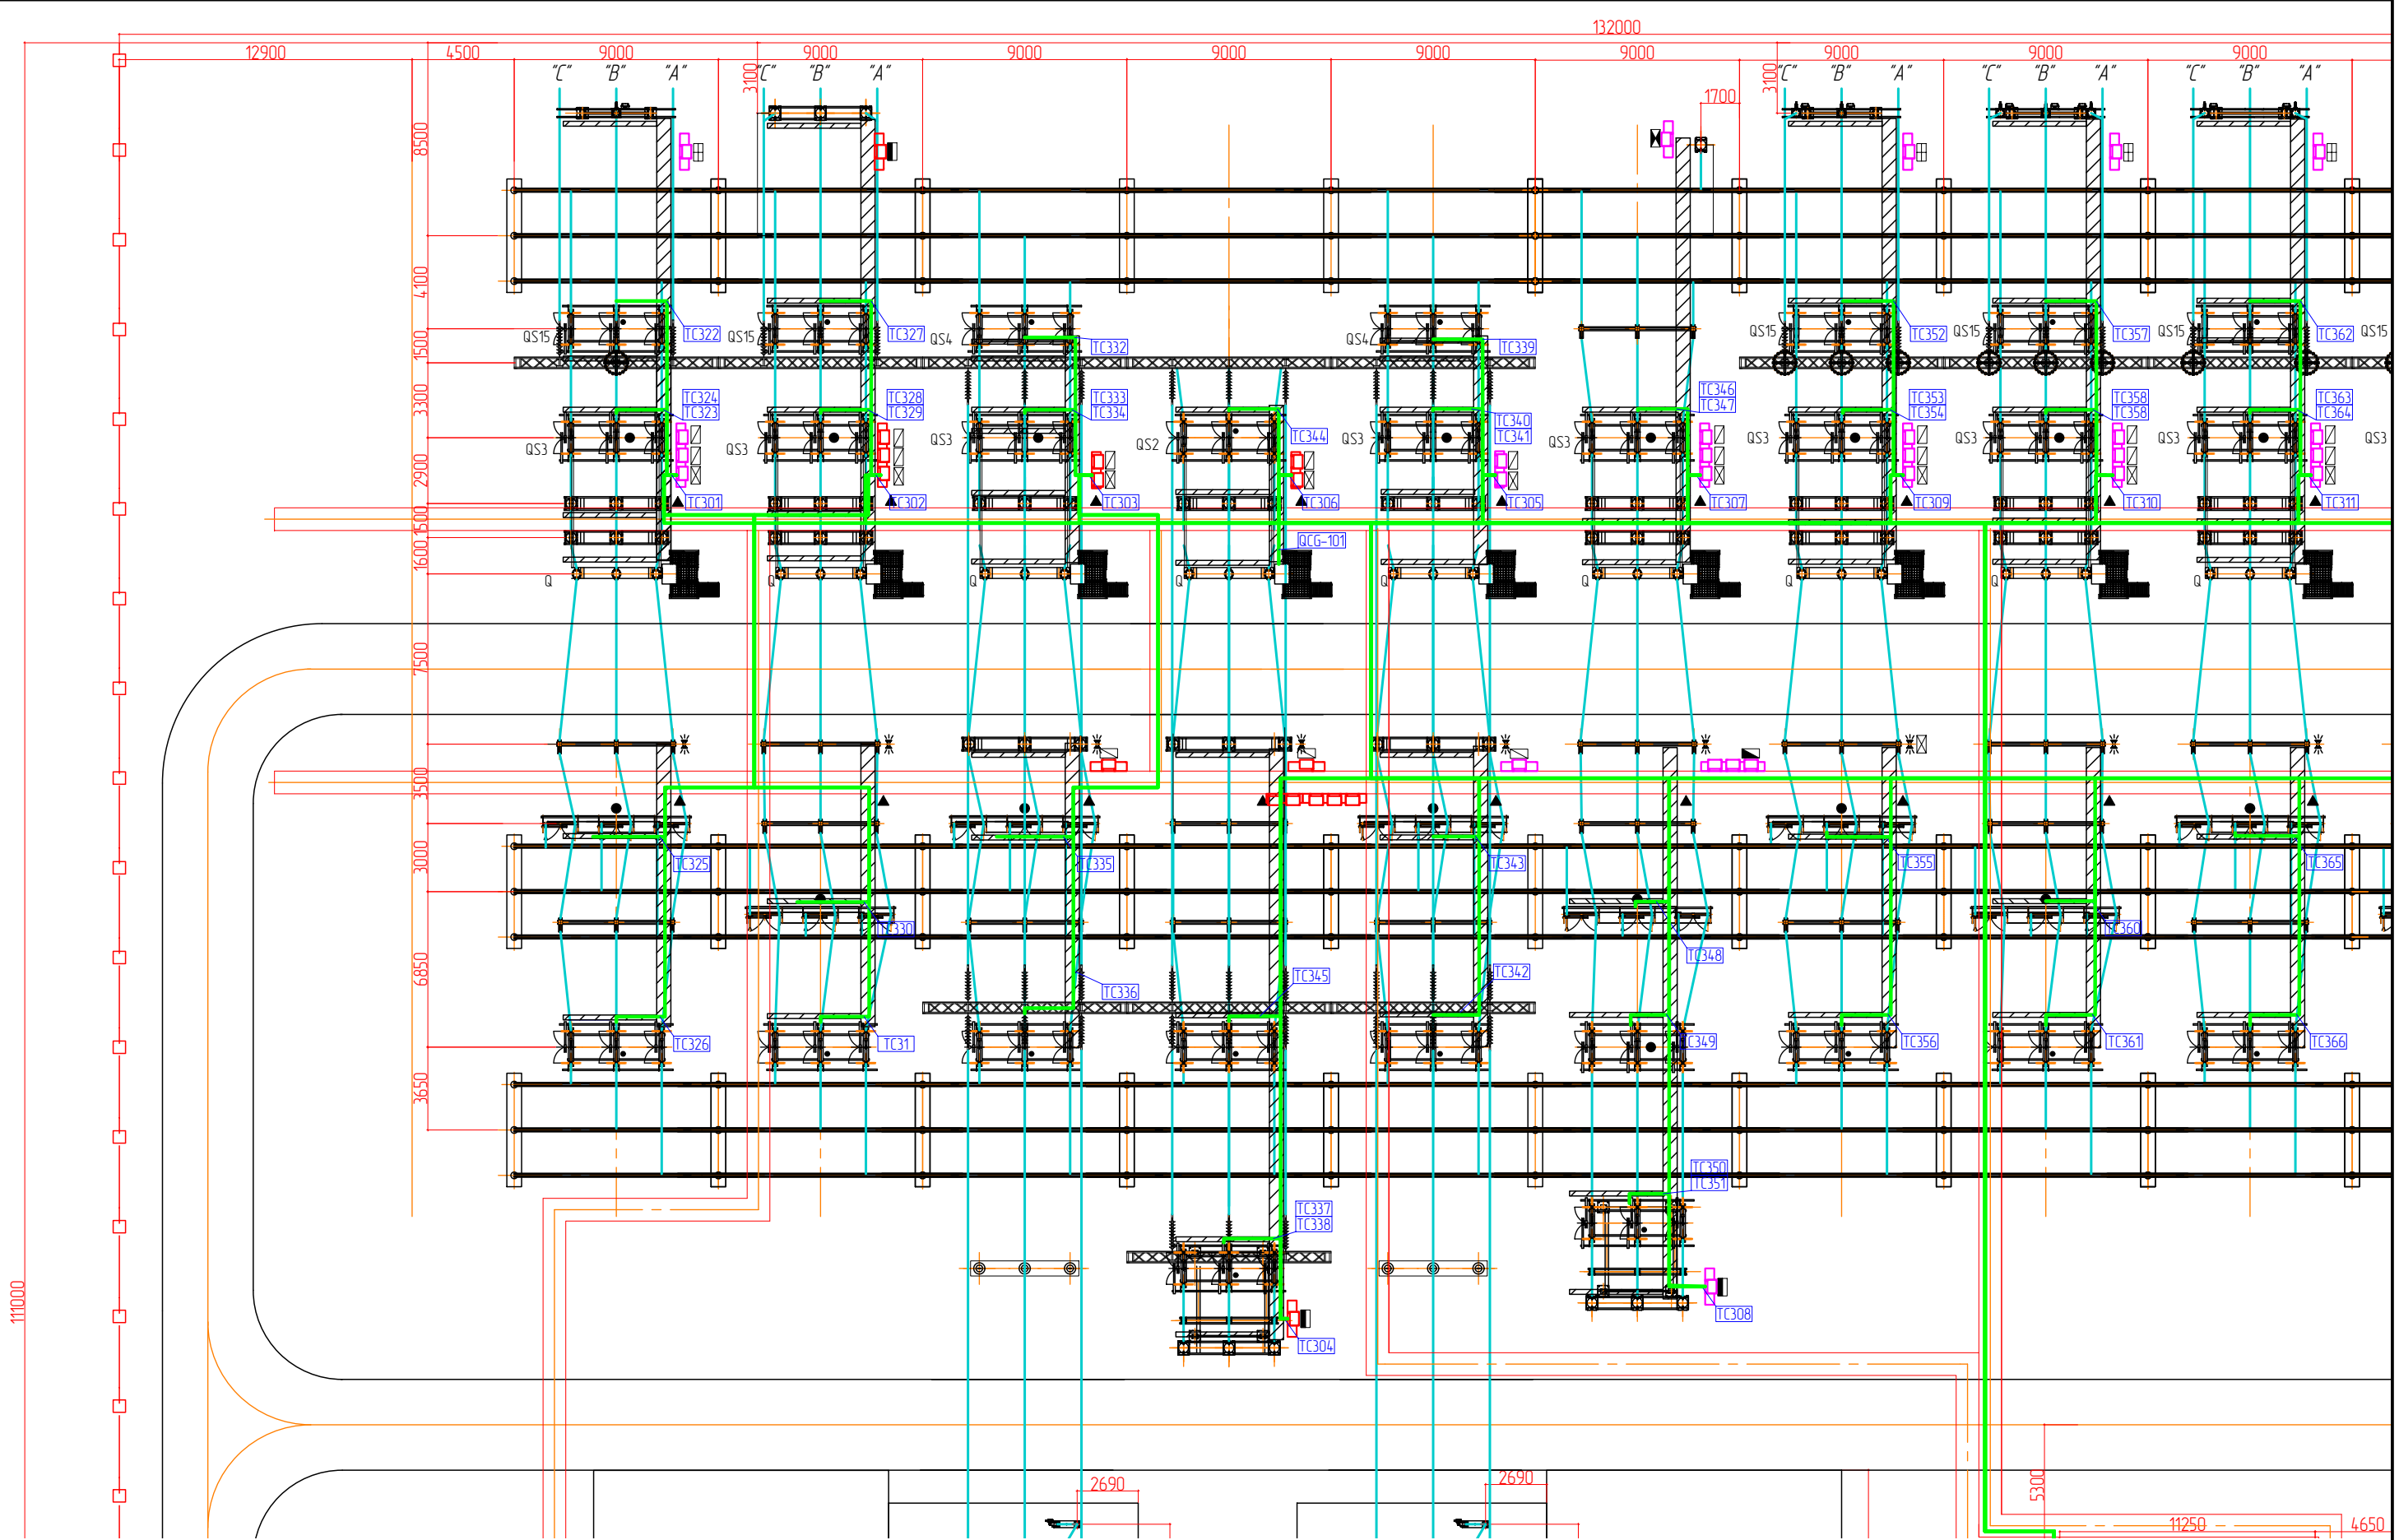 132000
12900
4500
9000
9000
9000
9000
9000
9000
9000
9000
9000
"C"
"B"
"A"
"C"
"B"
"A"
"C"
"B"
"A"
"C"
"B"
"A"
"C"
"B"
"A"
3100
3100
1700
8500
4100
1500
3300
2900
1500
1600
7500
3500
3000
6850
3650
111000
QS15
TC322
QS15
TC327
QS4
TC332
QS4
TC339
QS15
TC352
QS15
TC357
QS15
TC362
QS15
TC324
TC323
TC328
TC329
TC333
TC334
TC344
TC340
TC341
TC346
TC347
TC353
TC354
TC358
TC358
TC363
TC364
QS3
QS3
QS3
QS2
QS3
QS3
QS3
QS3
QS3
QS3
TC301
TC302
TC303
TC306
TC305
TC307
TC309
TC310
TC311
QCG-101
Q
Q
Q
Q
Q
Q
Q
Q
Q
TC325
TC335
TC343
TC355
TC365
TC330
TC348
TC360
TC336
TC345
TC342
TC326
TC31
TC349
TC356
TC361
TC366
TC350
TC351
TC337
TC338
TC308
TC304
2690
2690
5300
11250
4650